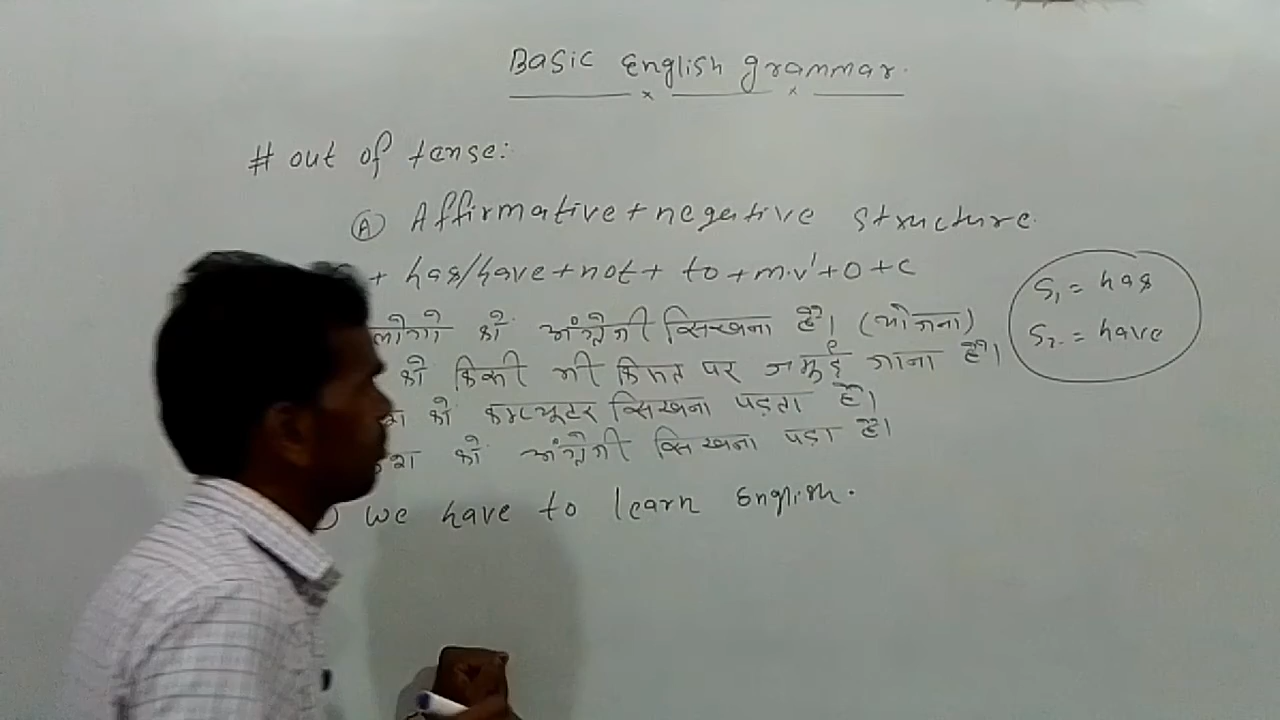 Basic English grammar.
# out of tense:
(A) Affirmative + negative structure.
+ has/have + not + to + m.v¹ + O + C
लोगो को अंग्रेजी सिखना है। (योजना)
को किसी भी किमत पर जमुई जाना है।
को कम्प्यूटर सिखना पड़ता है।
को अंग्रेजी सिखना पड़ा है।
We have to learn English.
S₁ = has
S₂ = have